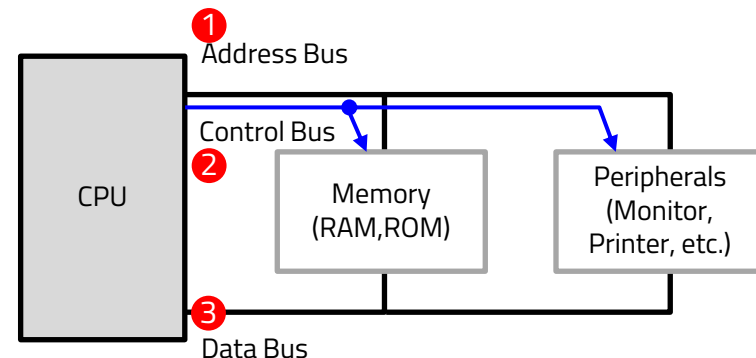 1
Address Bus
Control Bus
2
CPU
Memory
(RAM,ROM)
Peripherals
(Monitor,
Printer, etc.)
3
Data Bus